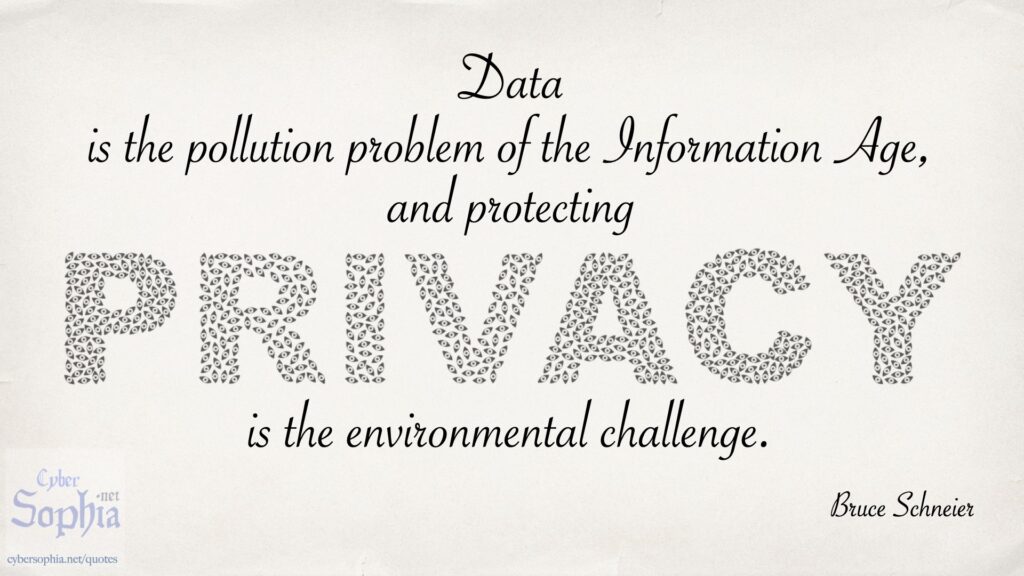 Data
is the pollution problem of the Information Age,
and protecting
PRIVACY
is the environmental challenge.
Bruce Schneier
Cyber
Sophia
.net
cybersophia.net/quotes